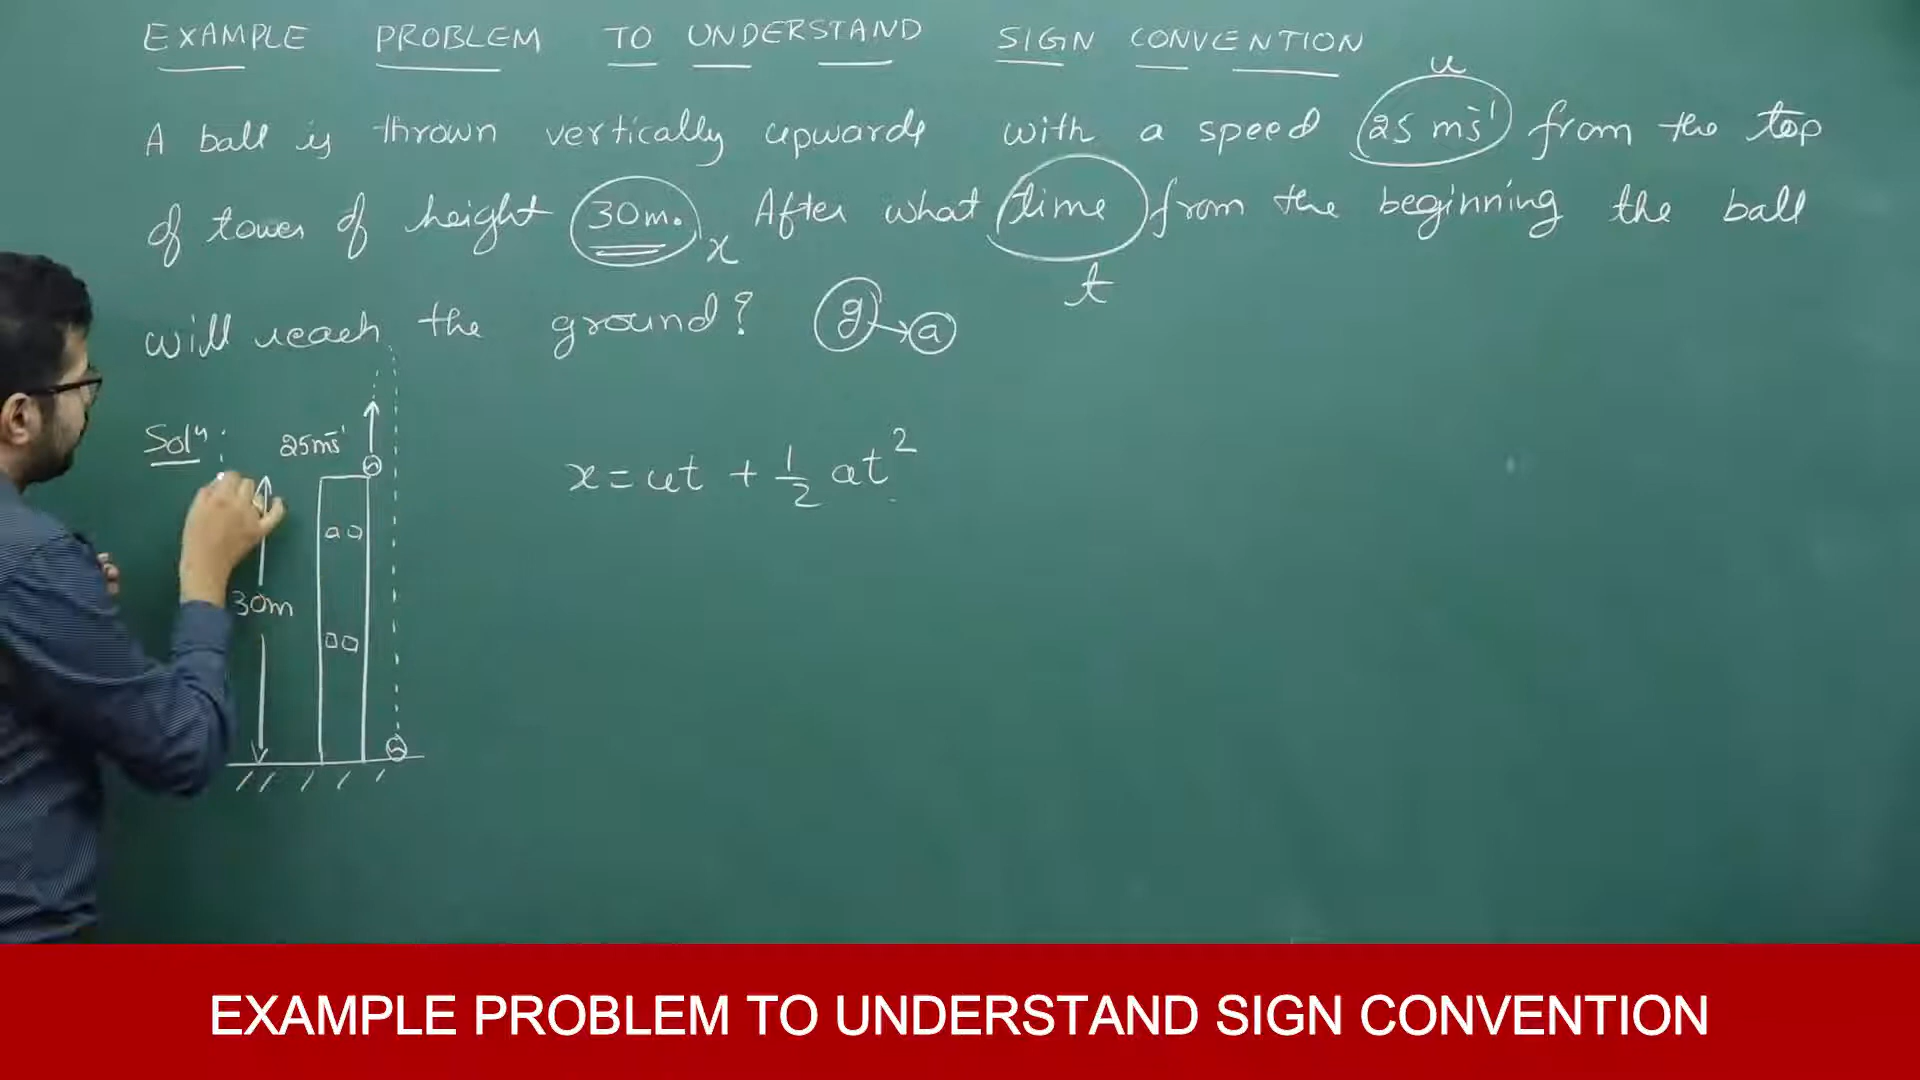 EXAMPLE PROBLEM TO UNDERSTAND SIGN CONVENTION
u
A ball is thrown vertically upwards with a speed 25 ms⁻¹ from the top
of tower of height 30m. After what time from the beginning the ball
x
t
will reach the ground? g → a
Solⁿ:
25ms⁻¹
x = ut + 1/2 at²
30m
EXAMPLE PROBLEM TO UNDERSTAND SIGN CONVENTION